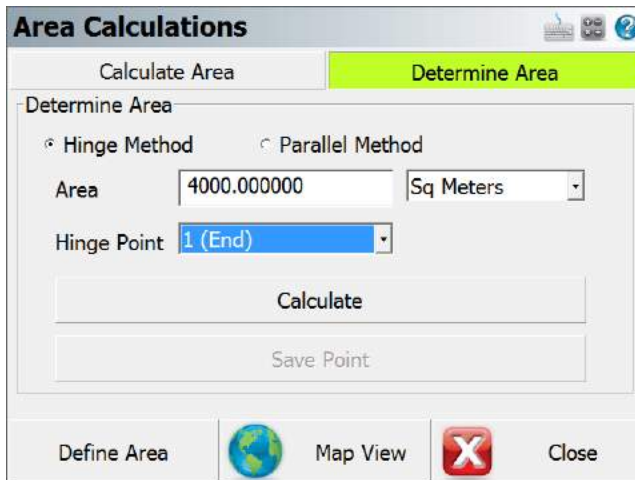 Area Calculations
?
Calculate Area
Determine Area
Determine Area
Hinge Method
Parallel Method
Area
4000.000000
Sq Meters
Hinge Point
1 (End)
Calculate
Save Point
Define Area
Map View
X
Close